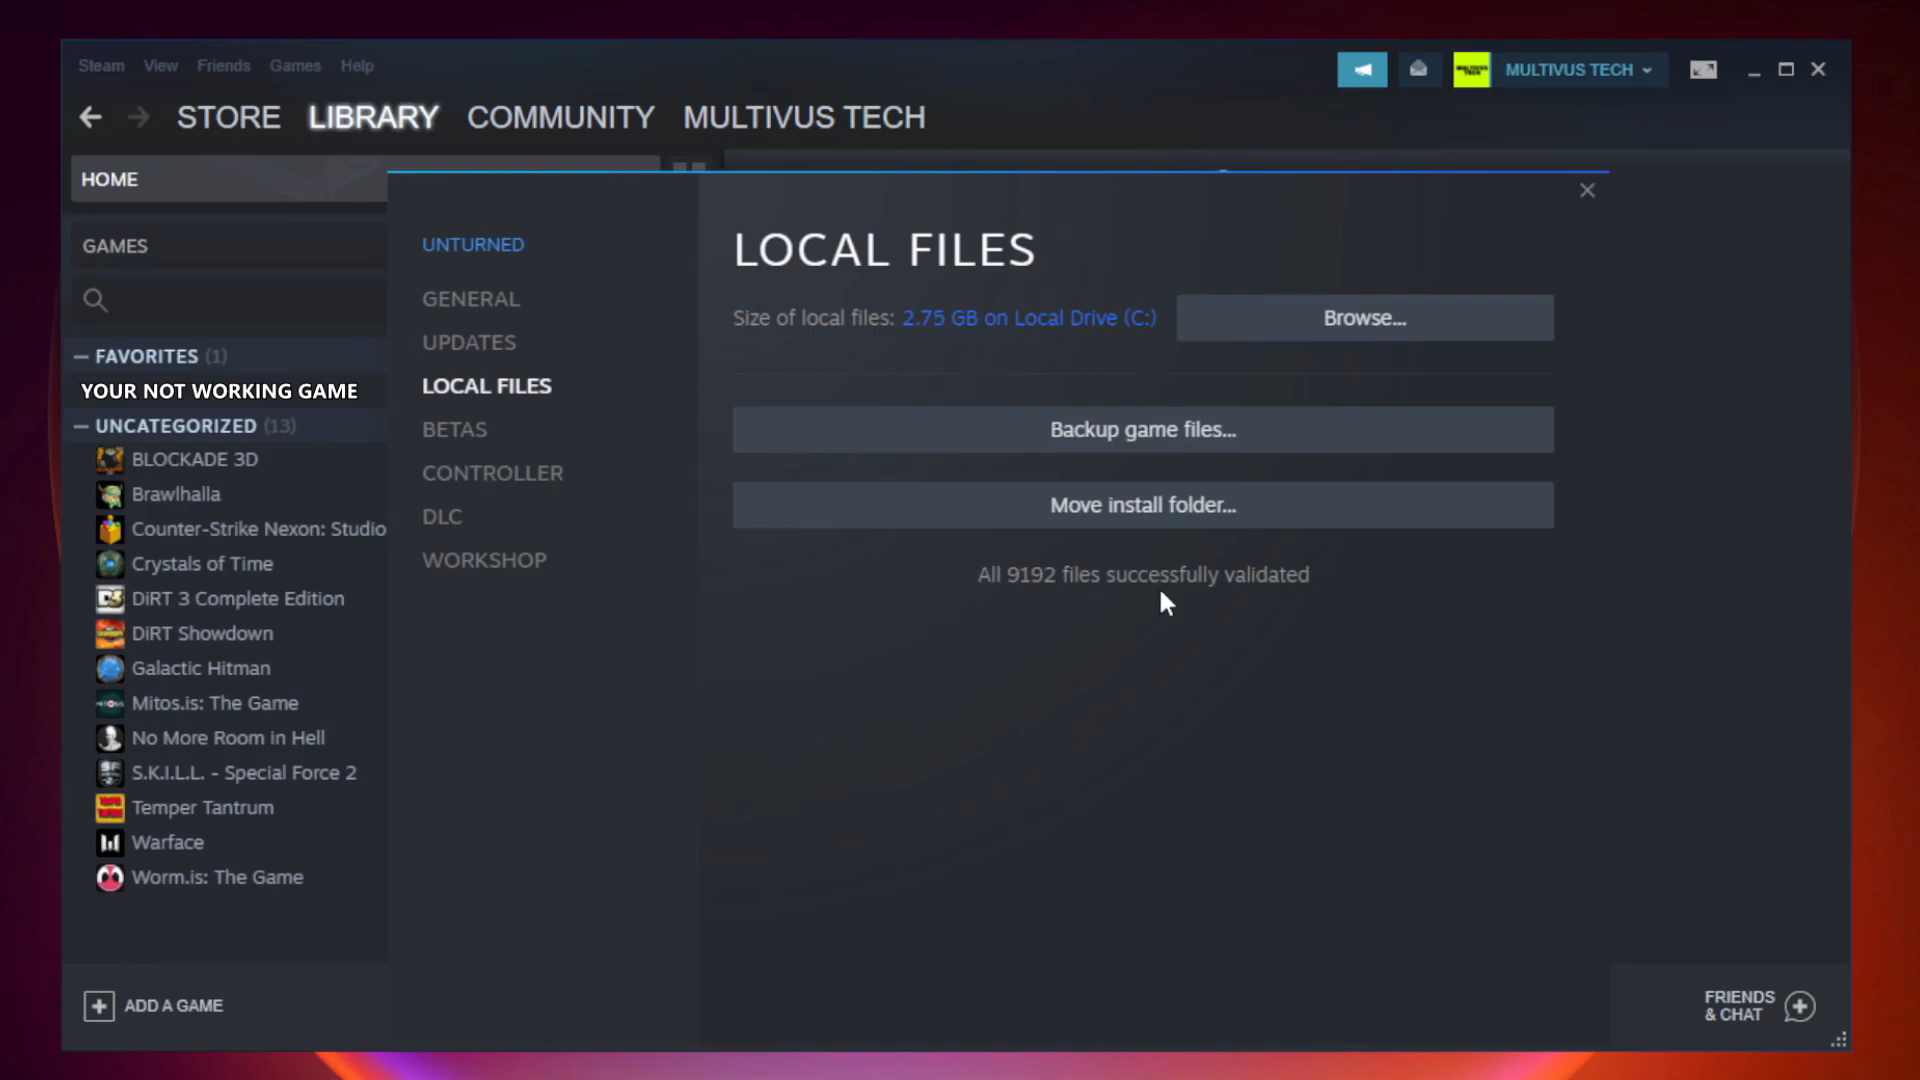 Steam View Friends Games Help
MULTIVUS TECH
STORE LIBRARY COMMUNITY MULTIVUS TECH
HOME
GAMES
— FAVORITES (1)
YOUR NOT WORKING GAME
— UNCATEGORIZED (13)
BLOCKADE 3D
Brawlhalla
Counter-Strike Nexon: Studio
Crystals of Time
DiRT 3 Complete Edition
DiRT Showdown
Galactic Hitman
Mitos.is: The Game
No More Room in Hell
S.K.I.L.L. - Special Force 2
Temper Tantrum
Warface
Worm.is: The Game
ADD A GAME
UNTURNED
GENERAL
UPDATES
LOCAL FILES
BETAS
CONTROLLER
DLC
WORKSHOP
LOCAL FILES
Size of local files: 2.75 GB on Local Drive (C:) Browse...
Backup game files...
Move install folder...
All 9192 files successfully validated
FRIENDS
& CHAT